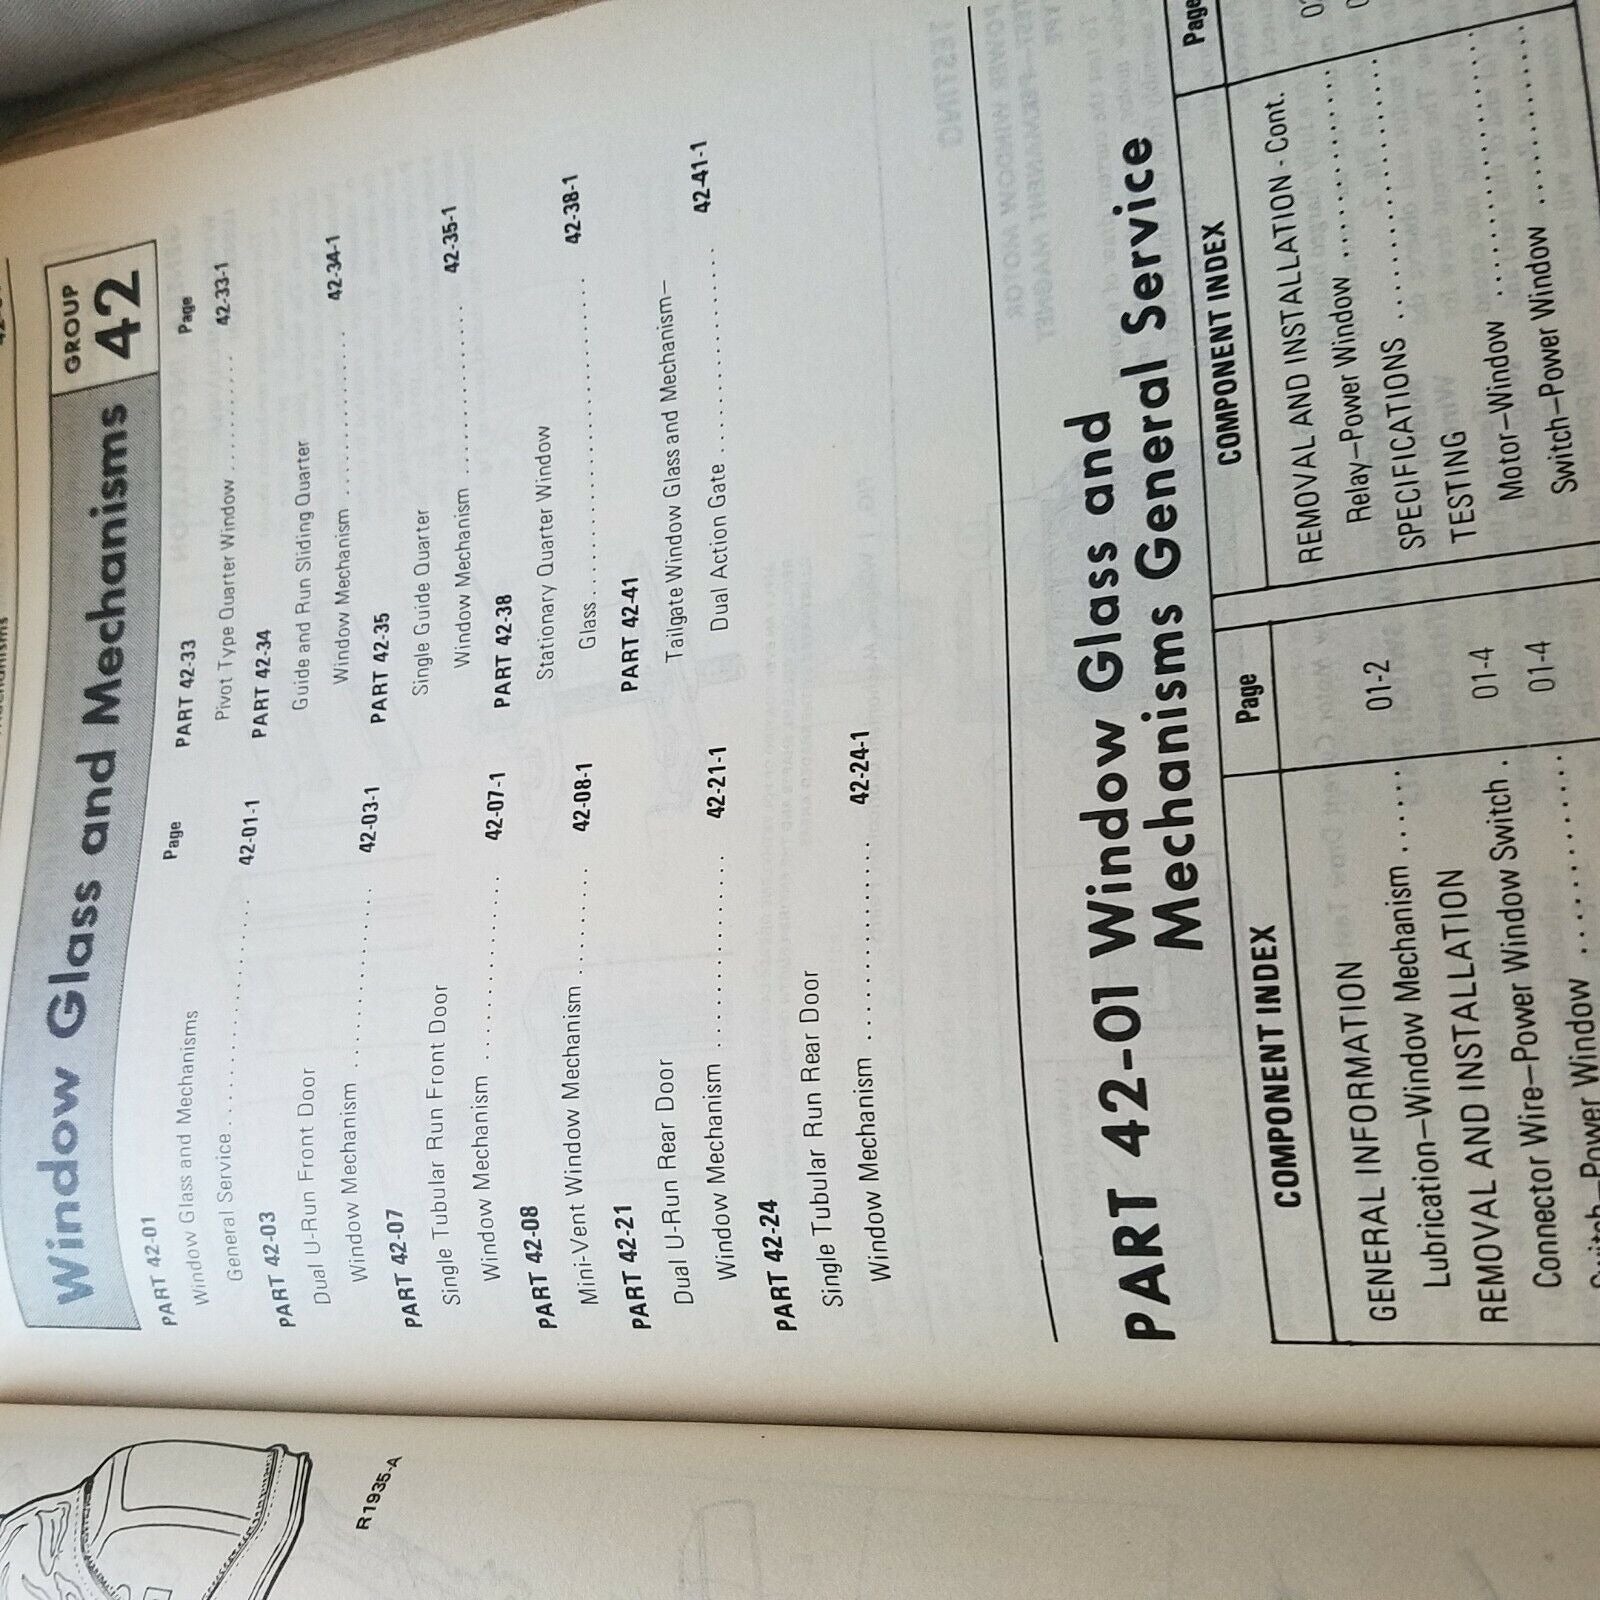 Window Glass and Mechanisms
GROUP
42
Page
PART 42-01
Window Glass and Mechanisms
General Service . . . . . . . . . . . . . . . . . . . . 42-01-1
PART 42-03
Dual U-Run Front Door
Window Mechanism . . . . . . . . . . . . . . . . 42-03-1
PART 42-07
Single Tubular Run Front Door
Window Mechanism . . . . . . . . . . . . . . . . 42-07-1
PART 42-08
Mini-Vent Window Mechanism . . . . . . . . . 42-08-1
PART 42-21
Dual U-Run Rear Door
Window Mechanism . . . . . . . . . . . . . . . . 42-21-1
PART 42-24
Single Tubular Run Rear Door
Window Mechanism . . . . . . . . . . . . . . . . 42-24-1
Page
PART 42-33
Pivot Type Quarter Window . . . . . . . . . . 42-33-1
PART 42-34
Guide and Run Sliding Quarter
Window Mechanism . . . . . . . . . . . . . . . . 42-34-1
PART 42-35
Single Guide Quarter
Window Mechanism . . . . . . . . . . . . . . . . 42-35-1
PART 42-38
Stationary Quarter Window
Glass . . . . . . . . . . . . . . . . . . . . . . . . . . . 42-38-1
PART 42-41
Tailgate Window Glass and Mechanism–
Dual Action Gate . . . . . . . . . . . . . . . . . . 42-41-1
PART 42-01 Window Glass and
Mechanisms General Service
COMPONENT INDEX Page
GENERAL INFORMATION
Lubrication–Window Mechanism . . . . . . 01-2
REMOVAL AND INSTALLATION
Connector Wire–Power Window Switch . 01-4
Switch–Power Window . . . . . . . . . . . . . . 01-4
COMPONENT INDEX Page
REMOVAL AND INSTALLATION - Cont.
Relay–Power Window . . . . . . . . . . . . . .
SPECIFICATIONS . . . . . . . . . . . . . . . . . . .
TESTING
Motor–Window . . . . . . . . . . . . . . . . . . .
Switch–Power Window . . . . . . . . . . . . .
R1935-A